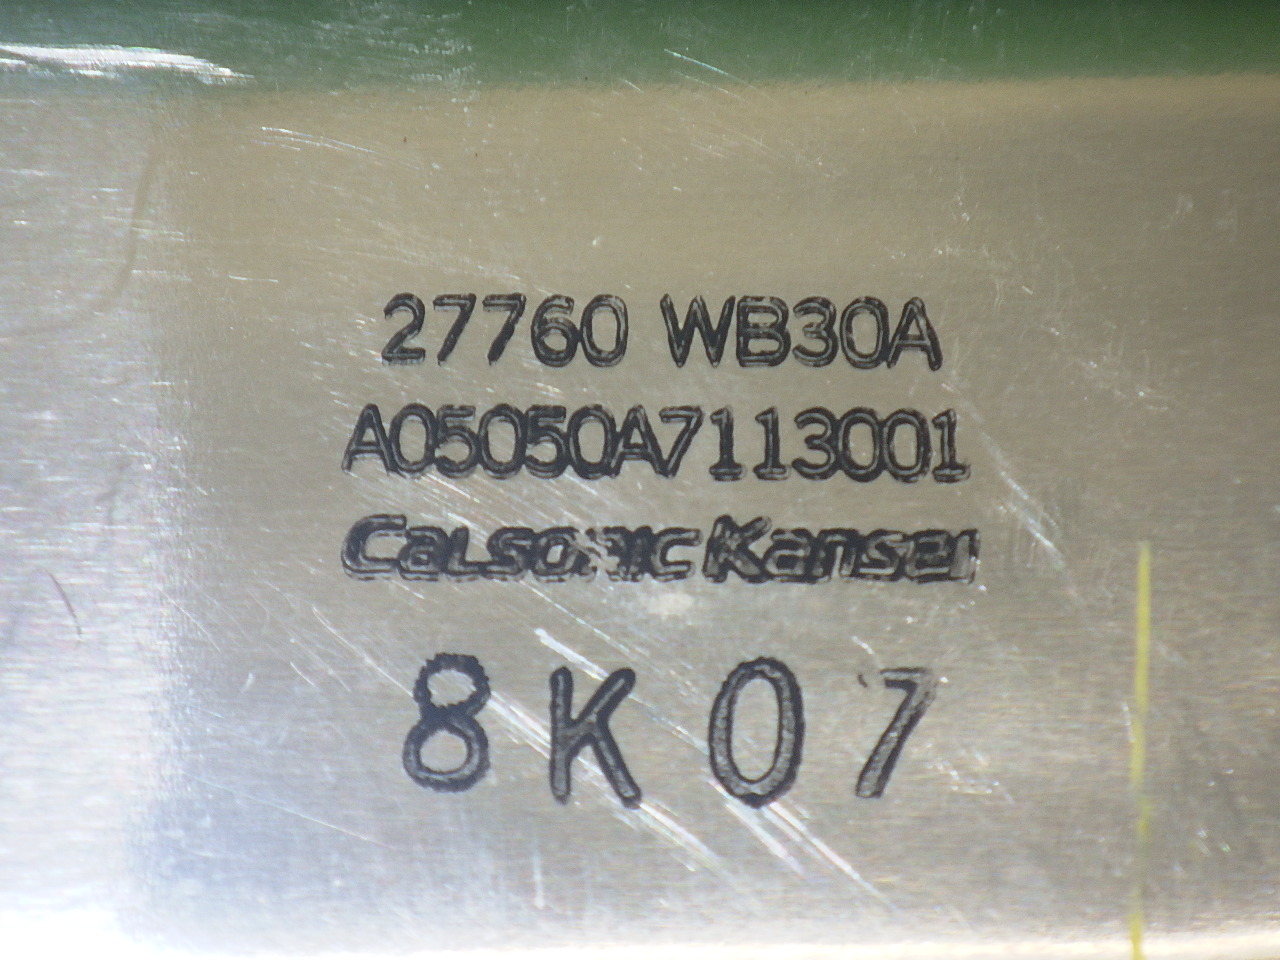 27760 WB30A
A05050A7113001
Calsonic Kansei
8K07